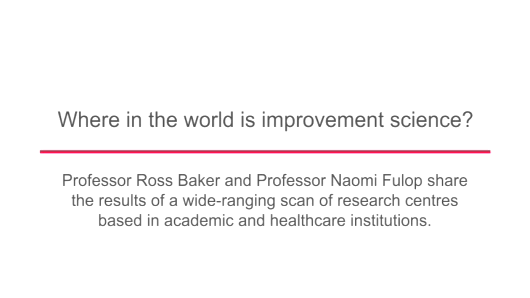 Where in the world is improvement science?
Professor Ross Baker and Professor Naomi Fulop share
the results of a wide-ranging scan of research centres
based in academic and healthcare institutions.